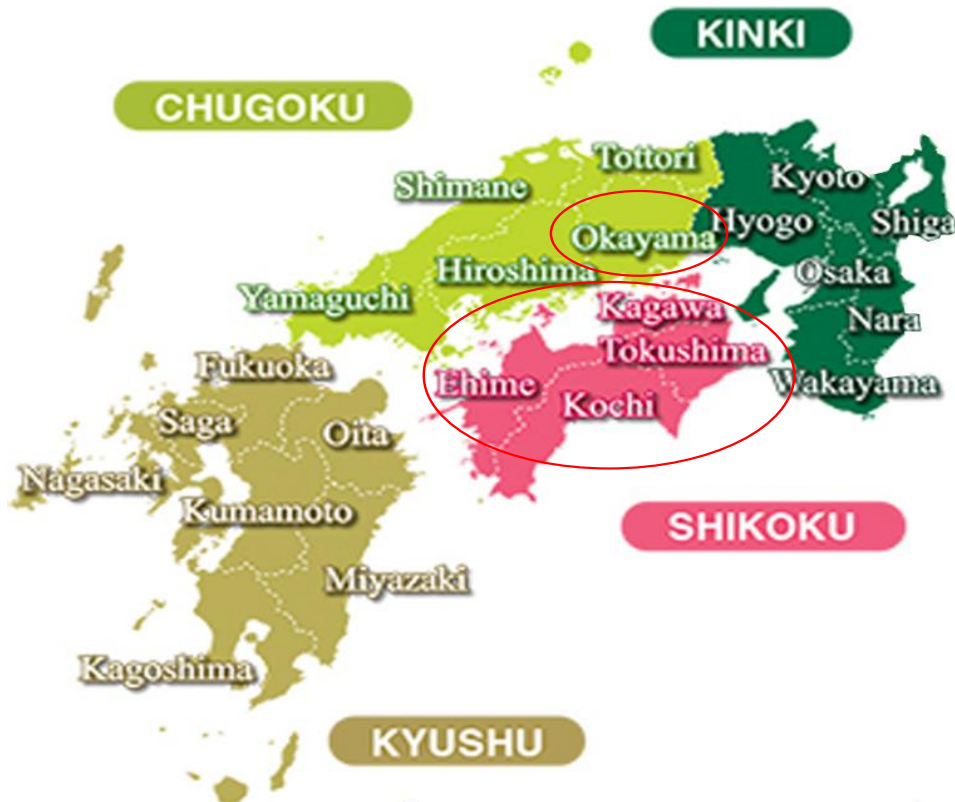 KINKI
CHUGOKU
Tottori
Kyoto
Shimane
Hyogo
Shiga
Okayama
Hiroshima
Osaka
Yamaguchi
Kagawa
Nara
Tokushima
Fukuoka
Ehime
Wakayama
Kochi
Saga
Oita
Nagasaki
Kumamoto
SHIKOKU
Miyazaki
Kagoshima
KYUSHU